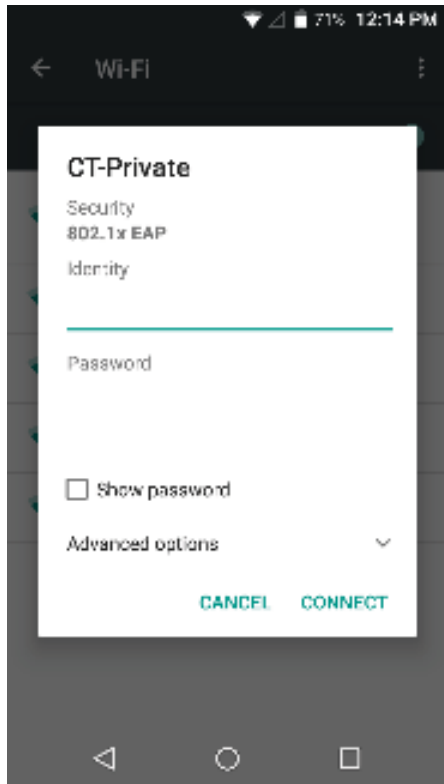 71% 12:14 PM
Wi-Fi
CT-Private
Security
802.1x EAP
Identity
Password
Show password
Advanced options
CANCEL CONNECT